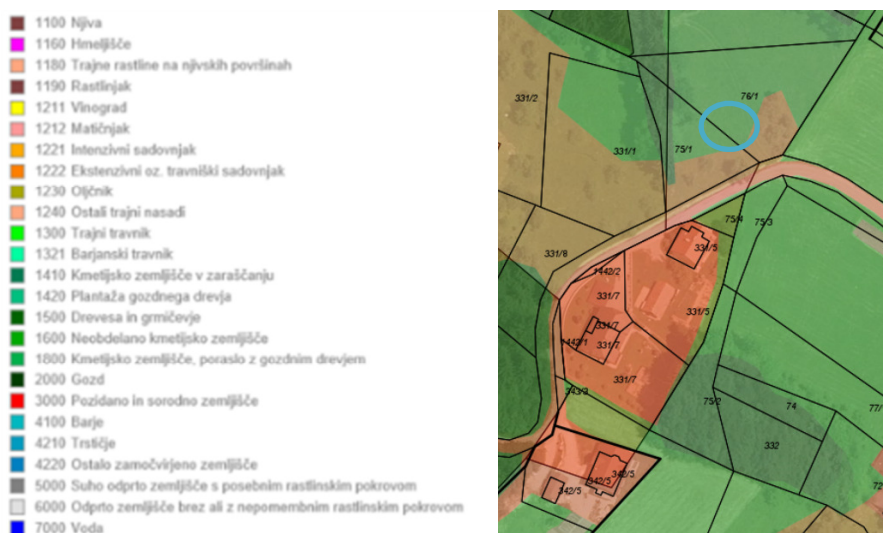 1100 Njiva
1160 Hmeljišče
1180 Trajne rastline na njivskih površinah
1190 Rastlinjak
1211 Vinograd
1212 Matičnjak
1221 Intenzivni sadovnjak
1222 Ekstenzivni oz. travniški sadovnjak
1230 Oljčnik
1240 Ostali trajni nasadi
1300 Trajni travnik
1321 Barjanski travnik
1410 Kmetijsko zemljišče v zaraščanju
1420 Plantaža gozdnega drevja
1500 Drevesa in grmičevje
1600 Neobdelano kmetijsko zemljišče
1800 Kmetijsko zemljišče, poraslo z gozdnim drevjem
2000 Gozd
3000 Pozidano in sorodno zemljišče
4100 Barje
4210 Trstičje
4220 Ostalo zamočvirjeno zemljišče
5000 Suho odprto zemljišče s posebnim rastlinskim pokrovom
6000 Odprto zemljišče brez ali z nepomembnim rastlinskim pokrovom
7000 Voda
331/2
76/1
331/1
75/1
75/4
75/3
331/5
331/8
1442/2
331/7
331/5
331/7
1442/1
331/7
331/7
343/3
75/2
74
77/
332
342/5
342/5
342/5
72